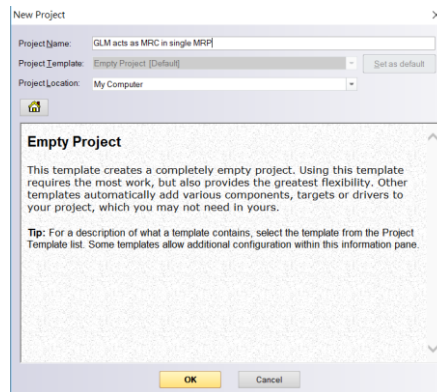 New Project
Project Name:
GLM acts as MRC in single MRP
Project Template:
Empty Project [Default]
Set as default
Project Location:
My Computer
Empty Project
This template creates a completely empty project. Using this template
requires the most work, but also provides the greatest flexibility. Other
templates automatically add various components, targets or drivers to
your project, which you may not need in yours.
Tip: For a description of what a template contains, select the template from the Project
Template list. Some templates allow additional configuration within this information pane.
OK
Cancel